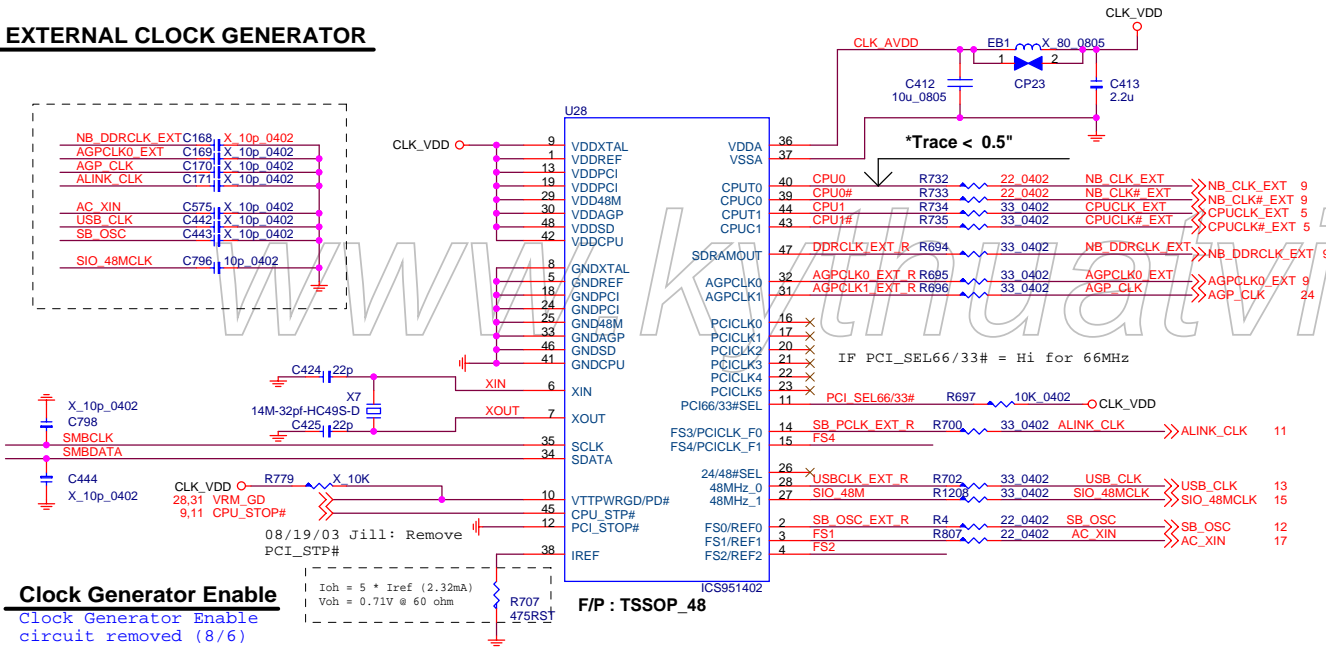 EXTERNAL CLOCK GENERATOR
CLK_VDD
CLK_AVDD
EB1
X_80_0805
1
2
CP23
C412
10u_0805
C413
2.2u
NB_DDRCLK_EXT C168 X_10p_0402
AGPCLK0_EXT C169 X_10p_0402
AGP_CLK C170 X_10p_0402
ALINK_CLK C171 X_10p_0402
AC_XIN C575 X_10p_0402
USB_CLK C442 X_10p_0402
SB_OSC C443 X_10p_0402
SIO_48MCLK C796 10p_0402
CLK_VDD
U28
9 VDDXTAL
1 VDDREF
13 VDDPCI
19 VDDPCI
29 VDD48M
30 VDDAGP
48 VDDSD
42 VDDCPU
8 GNDXTAL
5 GNDREF
18 GNDPCI
24 GNDPCI
25 GND48M
33 GNDAGP
46 GNDSD
41 GNDCPU
6 XIN
7 XOUT
35 SCLK
34 SDATA
10 VTTPWRGD/PD#
45 CPU_STP#
12 PCI_STOP#
38 IREF
VDDA 36
VSSA 37
*Trace < 0.5"
CPUT0 40 CPU0 R732 22_0402 NB_CLK_EXT NB_CLK_EXT 9
CPUC0 39 CPU0# R733 22_0402 NB_CLK#_EXT NB_CLK#_EXT 9
CPUT1 44 CPU1 R734 33_0402 CPUCLK_EXT CPUCLK_EXT 5
CPUC1 43 CPU1# R735 33_0402 CPUCLK#_EXT CPUCLK#_EXT 5
SDRAMOUT 47 DDRCLK_EXT_R R694 33_0402 NB_DDRCLK_EXT NB_DDRCLK_EXT 9
AGPCLK0 32 AGPCLK0_EXT_R R695 33_0402 AGPCLK0_EXT AGPCLK0_EXT 9
AGPCLK1 31 AGPCLK1_EXT_R R696 33_0402 AGP_CLK AGP_CLK 24
PCICLK0 16
PCICLK1 17
PCICLK2 20
PCICLK3 21
PCICLK4 22
PCICLK5 23
IF PCI_SEL66/33# = Hi for 66MHz
PCI66/33#SEL 11 PCI_SEL66/33# R697 10K_0402 CLK_VDD
FS3/PCICLK_F0 14 SB_PCLK_EXT_R R700 33_0402 ALINK_CLK ALINK_CLK 11
FS4/PCICLK_F1 15 FS4
24/48#SEL 26
48MHz_0 28 USBCLK_EXT_R R702 33_0402 USB_CLK USB_CLK 13
48MHz_1 27 SIO_48M R1208 33_0402 SIO_48MCLK SIO_48MCLK 15
FS0/REF0 2 SB_OSC_EXT_R R4 22_0402 SB_OSC SB_OSC 12
FS1/REF1 3 FS1 R807 22_0402 AC_XIN AC_XIN 17
FS2/REF2 4 FS2
ICS951402
F/P : TSSOP_48
www.kythuatvi
C424 22p
XIN
X7
14M-32pf-HC49S-D
XOUT
C425 22p
X_10p_0402
C798
SMBCLK
SMBDATA
C444
X_10p_0402
CLK_VDD R779 X_10K
28,31 VRM_GD
9,11 CPU_STOP#
08/19/03 Jill: Remove
PCI_STP#
Ioh = 5 * Iref (2.32mA)
Voh = 0.71V @ 60 ohm
R707
475RST
Clock Generator Enable
Clock Generator Enable
circuit removed (8/6)